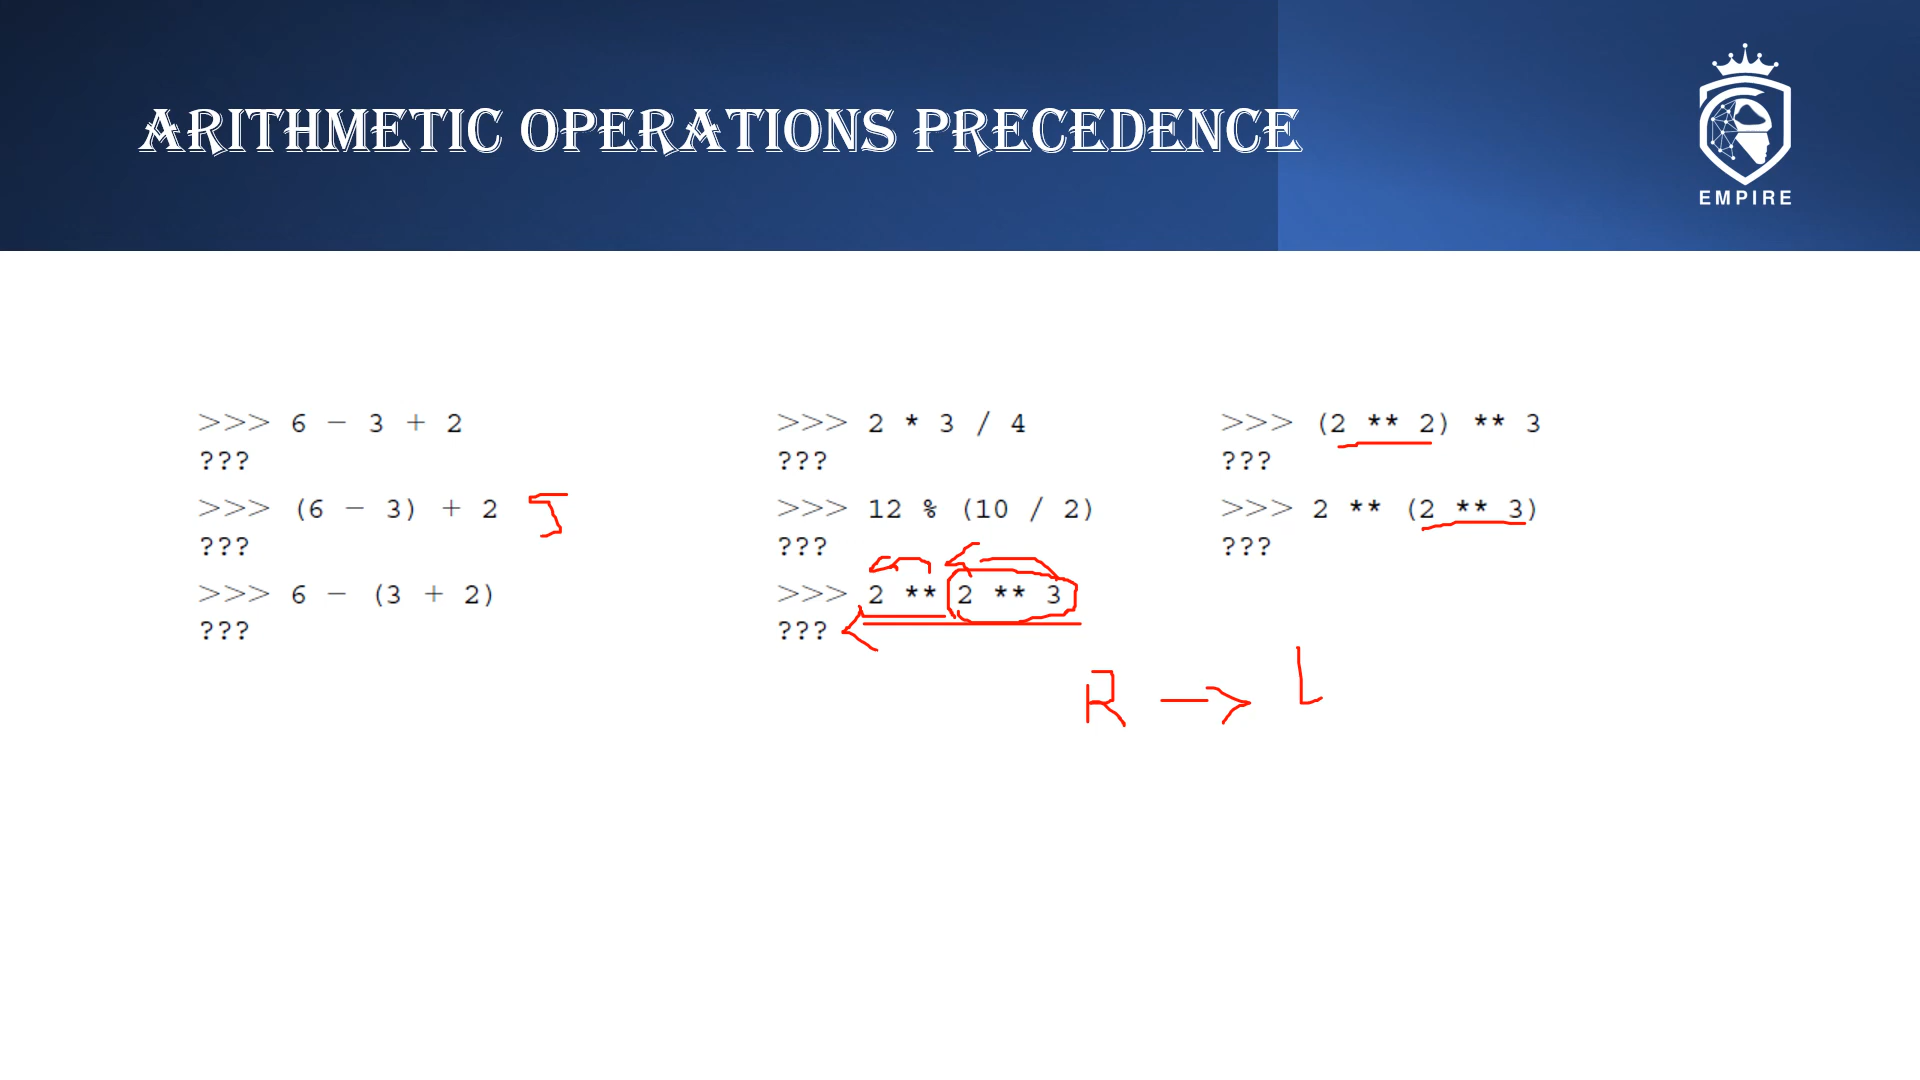 ARITHMETIC OPERATIONS PRECEDENCE
EMPIRE
>>> 6 − 3 + 2
???
>>> (6 − 3) + 2 5
???
>>> 6 − (3 + 2)
???
>>> 2 * 3 / 4
???
>>> 12 % (10 / 2)
???
>>> 2 ** 2 ** 3
???
>>> (2 ** 2) ** 3
???
>>> 2 ** (2 ** 3)
???
R → L